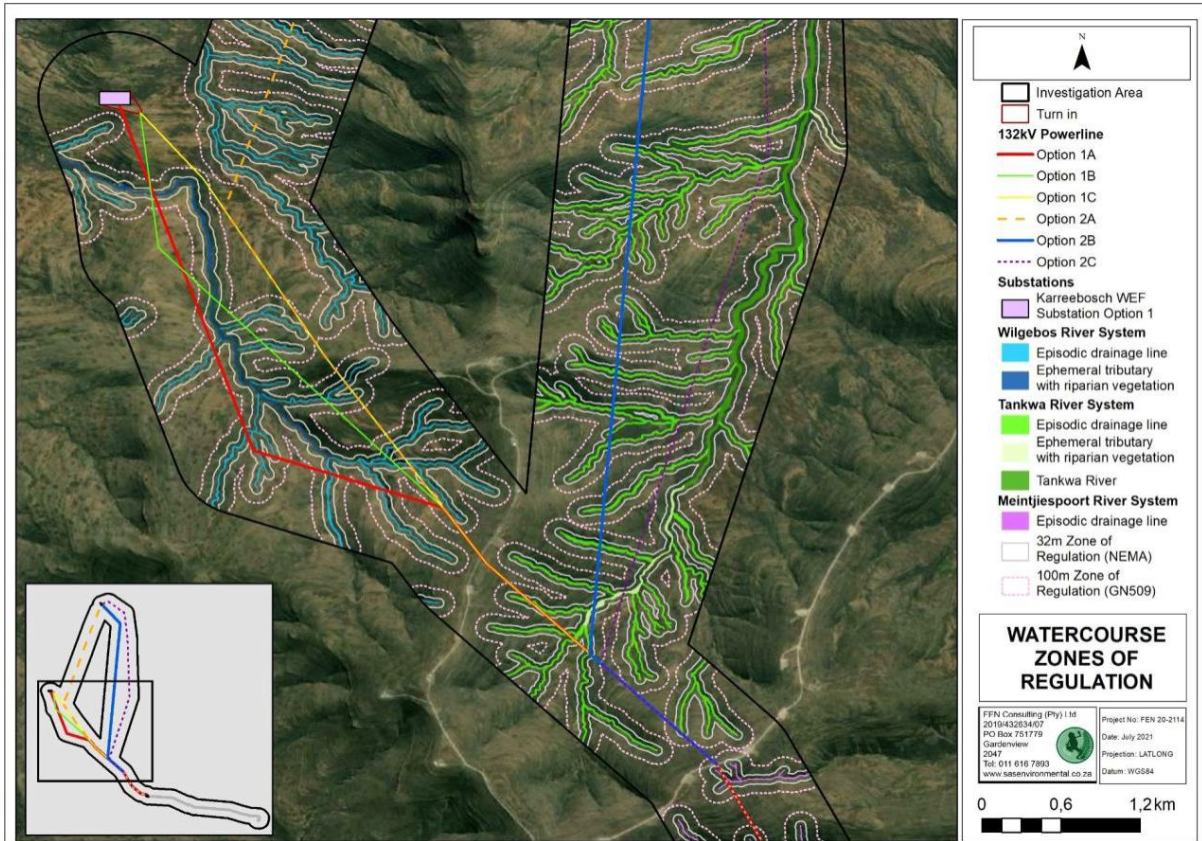 N
Investigation Area
Turn in
132kV Powerline
Option 1A
Option 1B
Option 1C
Option 2A
Option 2B
Option 2C
Substations
Karreebosch WEF
Substation Option 1
Wilgebos River System
Episodic drainage line
Ephemeral tributary
with riparian vegetation
Tankwa River System
Episodic drainage line
Ephemeral tributary
with riparian vegetation
Tankwa River
Meintjiespoort River System
Episodic drainage line
32m Zone of
Regulation (NEMA)
100m Zone of
Regulation (GN509)
WATERCOURSE
ZONES OF
REGULATION
FEN Consulting (Pty) Ltd
2019/432634/07
PO Box 751779
Gardenview
2047
Tel: 011 616 7893
www.sasenvironmental.co.za
Project No: FEN 20-2114
Date: July 2021
Projection: LATLONG
Datum: WGS84
0 0,6 1,2 km